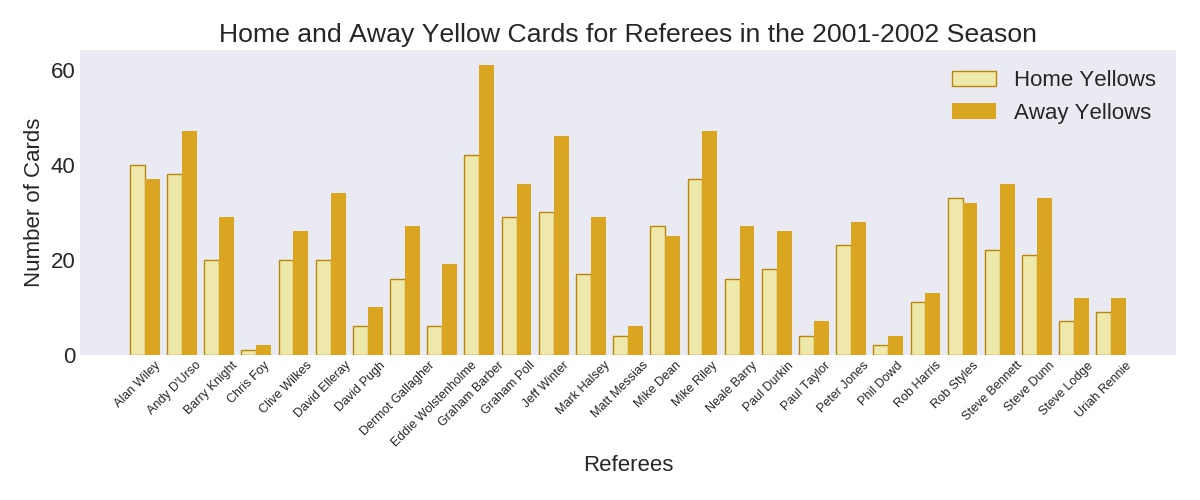 Home and Away Yellow Cards for Referees in the 2001-2002 Season
Number of Cards
60
40
20
0
Home Yellows
Away Yellows
Alan Wiley
Andy D'Urso
Barry Knight
Chris Foy
Clive Wilkes
David Elleray
David Pugh
Dermot Gallagher
Eddie Wolstenholme
Graham Barber
Graham Poll
Jeff Winter
Mark Halsey
Matt Messias
Mike Dean
Mike Riley
Neale Barry
Paul Durkin
Paul Taylor
Peter Jones
Phil Dowd
Rob Harris
Rob Styles
Steve Bennett
Steve Dunn
Steve Lodge
Uriah Rennie
Referees